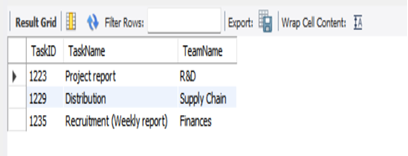 Result Grid Filter Rows: Export: Wrap Cell Content: IA
TaskID TaskName TeamName
1223 Project report R&D
1229 Distribution Supply Chain
1235 Recruitment (Weekly report) Finances